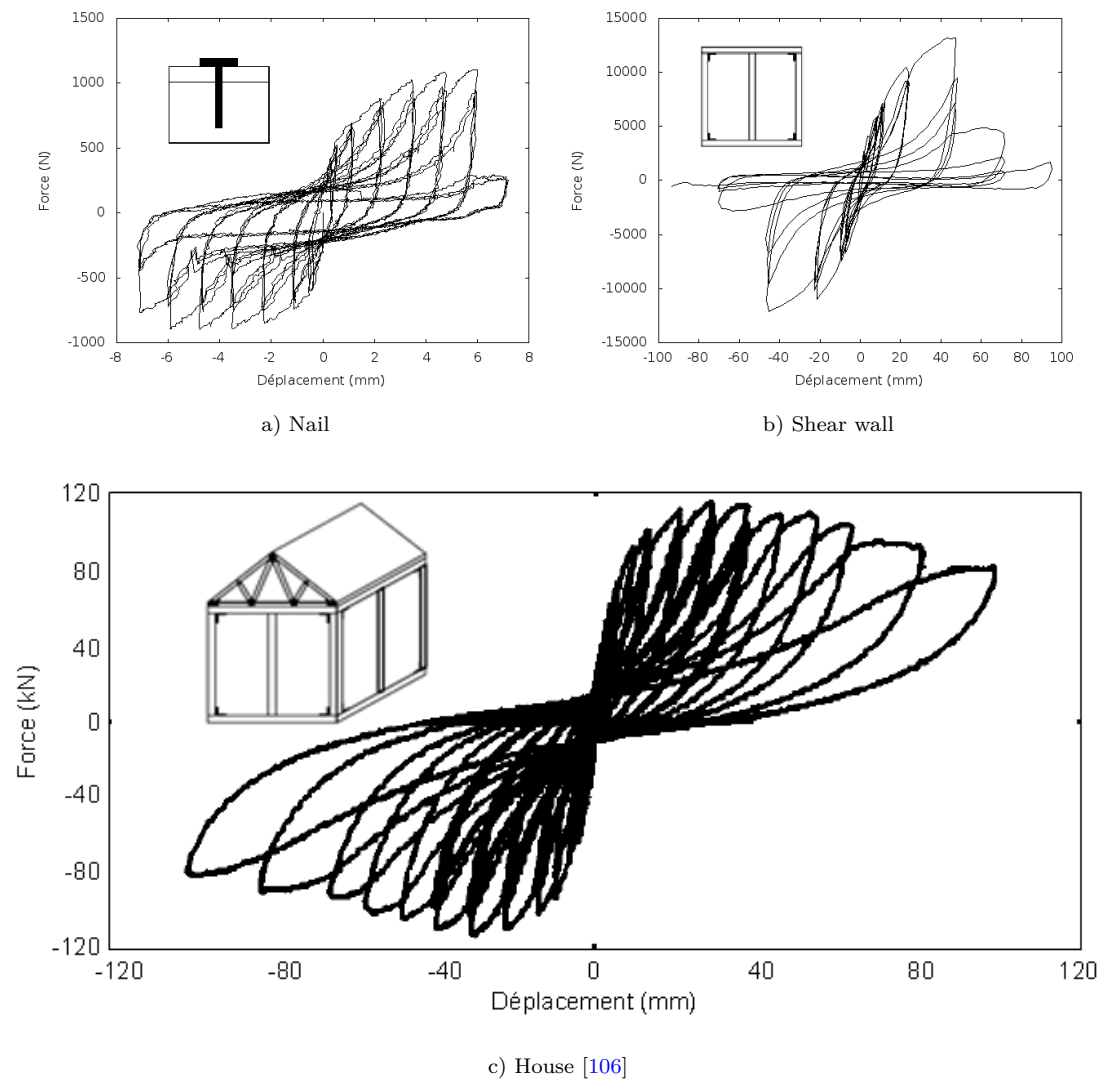 1500
1000
500
0
-500
-1000
-8 -6 -4 -2 0 2 4 6 8
Force (N)
Déplacement (mm)
a) Nail
15000
10000
5000
0
-5000
-10000
-15000
-100 -80 -60 -40 -20 0 20 40 60 80 100
Force (N)
Déplacement (mm)
b) Shear wall
120
80
40
0
-40
-80
-120
-120 -80 -40 0 40 80 120
Force (kN)
Déplacement (mm)
c) House [106]